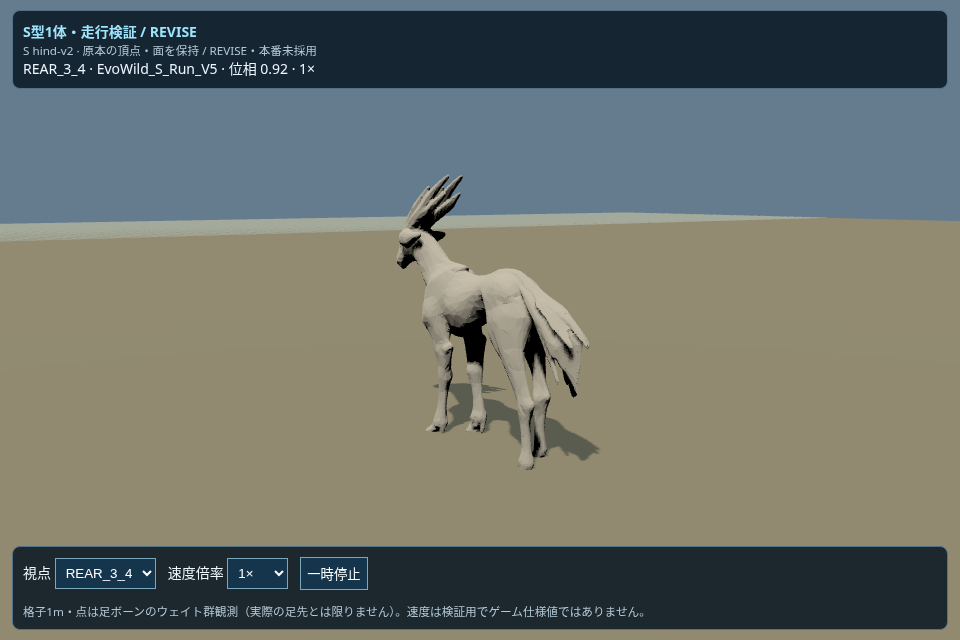 S型1体・走行検証 / REVISE
S hind-v2 · 原本の頂点・面を保持 / REVISE・本番未採用
REAR_3_4 · EvoWild_S_Run_V5 · 位相 0.92 · 1×
視点 REAR_3_4 速度倍率 1× 一時停止
格子1m・点は足ボーンのウェイト群観測（実際の足先とは限りません）。速度は検証用でゲーム仕様値ではありません。